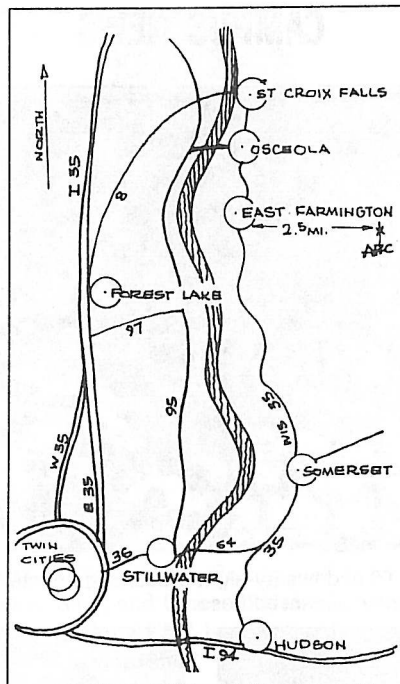 ST CROIX FALLS
NORTH
I 35
OSCEOLA
8
EAST FARMINGTON
2.5 MI.
ARC
FOREST LAKE
97
95
WIS 35
W 35
E 35
SOMERSET
TWIN
CITIES
36
64
35
STILLWATER
HUDSON
I 94